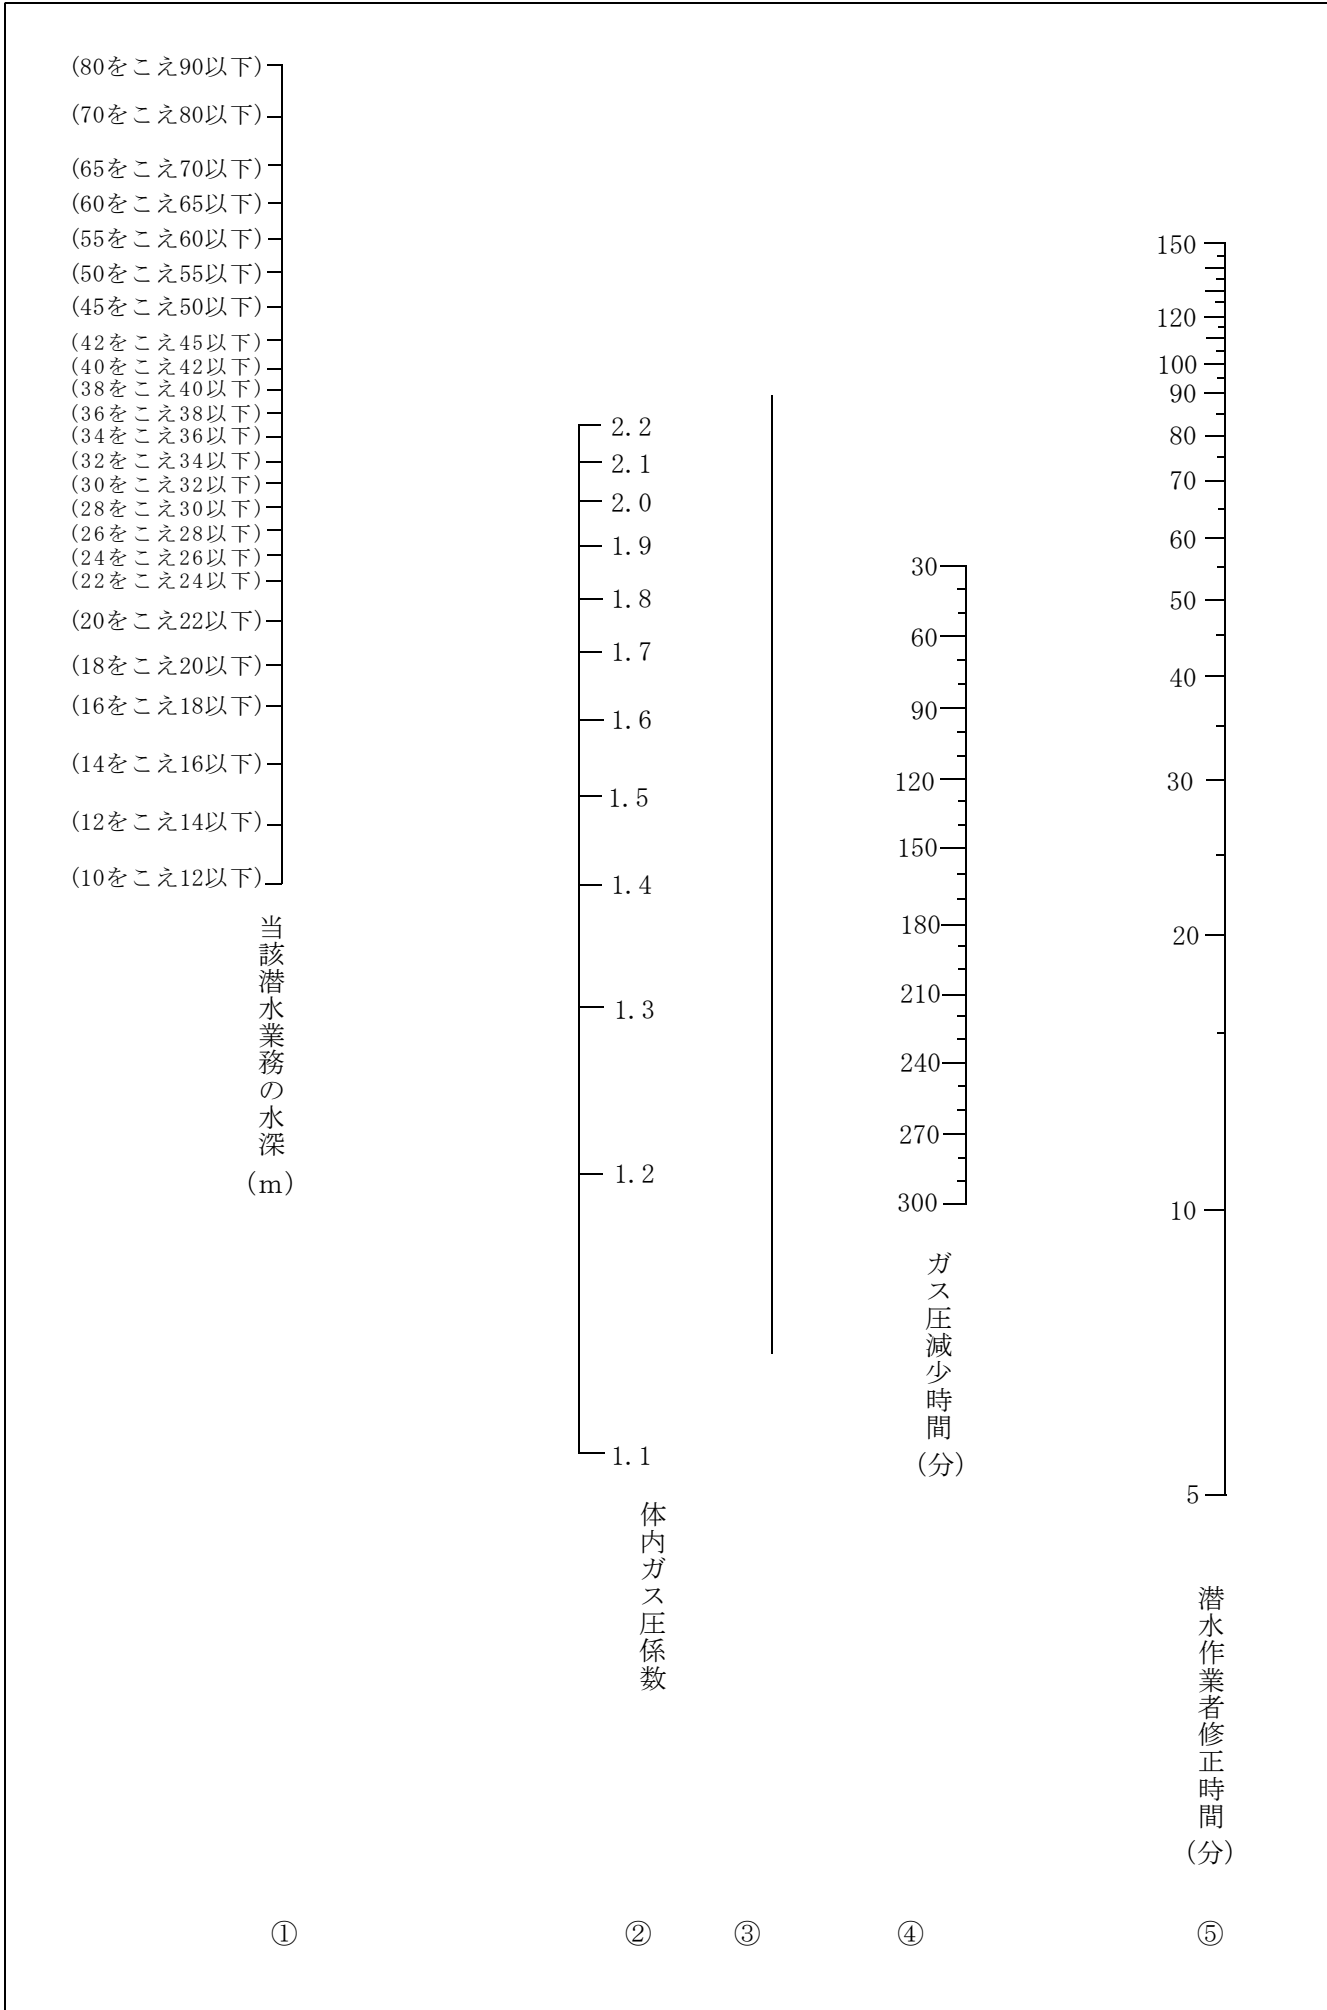 (80をこえ90以下)
(70をこえ80以下)
(65をこえ70以下)
(60をこえ65以下)
(55をこえ60以下)
(50をこえ55以下)
(45をこえ50以下)
(42をこえ45以下)
(40をこえ42以下)
(38をこえ40以下)
(36をこえ38以下)
(34をこえ36以下)
(32をこえ34以下)
(30をこえ32以下)
(28をこえ30以下)
(26をこえ28以下)
(24をこえ26以下)
(22をこえ24以下)
(20をこえ22以下)
(18をこえ20以下)
(16をこえ18以下)
(14をこえ16以下)
(12をこえ14以下)
(10をこえ12以下)
当該潜水業務の水深(m)
2.2
2.1
2.0
1.9
1.8
1.7
1.6
1.5
1.4
1.3
1.2
1.1
体内ガス圧係数
30
60
90
120
150
180
210
240
270
300
ガス圧減少時間(分)
150
120
100
90
80
70
60
50
40
30
20
10
5
潜水作業者修正時間(分)
① ② ③ ④ ⑤